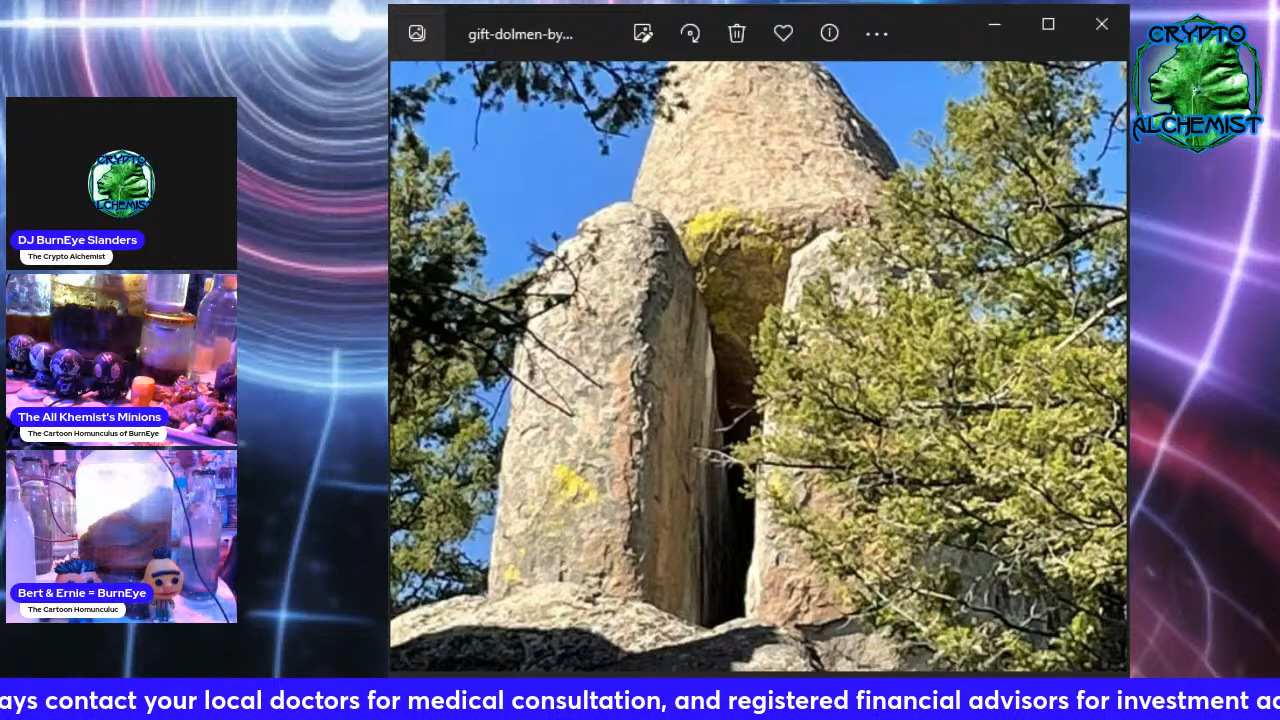 gift-dolmen-by...
CRYPTO
ALCHEMIST
CRYPTO
ALCHEMIST
DJ BurnEye Slanders
The Crypto Alchemist
The All Khemist's Minions
The Cartoon Homunculus of BurnEye
Bert & Ernie = BurnEye
The Cartoon Homunculuc
ays contact your local doctors for medical consultation, and registered financial advisors for investment ac